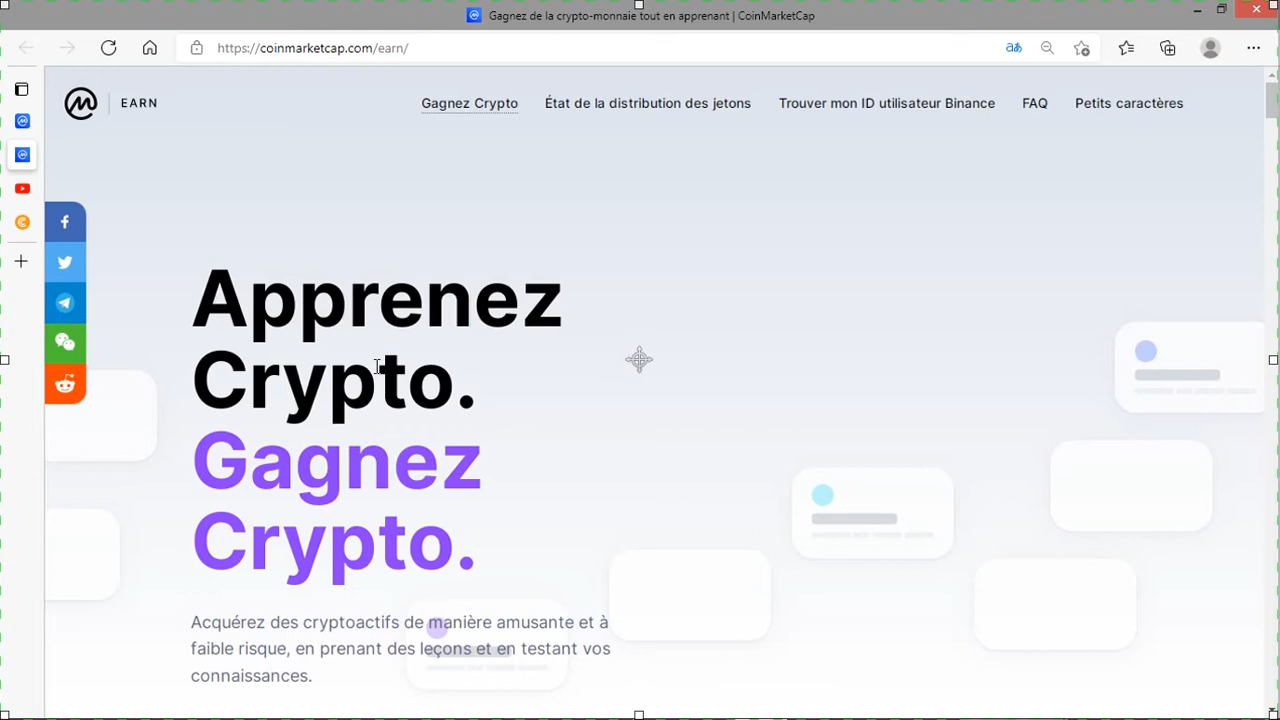 Gagnez de la crypto-monnaie tout en apprenant | CoinMarketCap
https://coinmarketcap.com/earn/
aあ
EARN
Gagnez Crypto
État de la distribution des jetons
Trouver mon ID utilisateur Binance
FAQ
Petits caractères
Apprenez
Crypto.
Gagnez
Crypto.
Acquérez des cryptoactifs de manière amusante et à
faible risque, en prenant des leçons et en testant vos
connaissances.